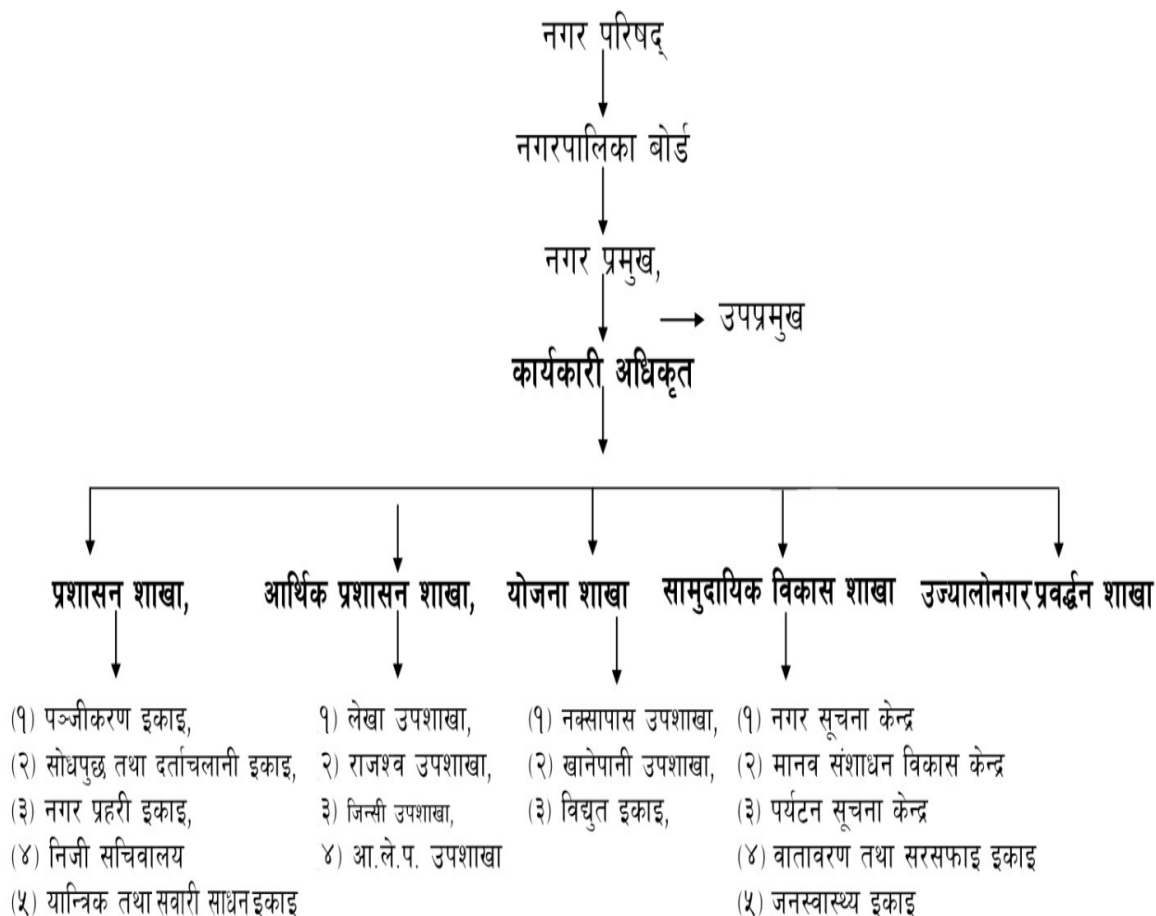 नगर परिषद्
नगरपालिका बोर्ड
नगर प्रमुख,
उपप्रमुख
कार्यकारी अधिकृत
प्रशासन शाखा,
आर्थिक प्रशासन शाखा,
योजना शाखा
सामुदायिक विकास शाखा
उज्यालोनगर प्रवर्द्धन शाखा
(१) पञ्जीकरण इकाइ,
(२) सोधपुछ तथा दर्ताचलानी इकाइ,
(३) नगर प्रहरी इकाइ,
(४) निजी सचिवालय
(५) यान्त्रिक तथा सवारी साधन इकाइ
१) लेखा उपशाखा,
२) राजश्व उपशाखा,
३) जिन्सी उपशाखा,
४) आ.ले.प. उपशाखा
(१) नक्सापास उपशाखा,
(२) खानेपानी उपशाखा,
(३) विद्युत इकाइ,
(१) नगर सूचना केन्द्र
(२) मानव संशाधन विकास केन्द्र
(३) पर्यटन सूचना केन्द्र
(४) वातावरण तथा सरसफाइ इकाइ
(५) जनस्वास्थ्य इकाइ